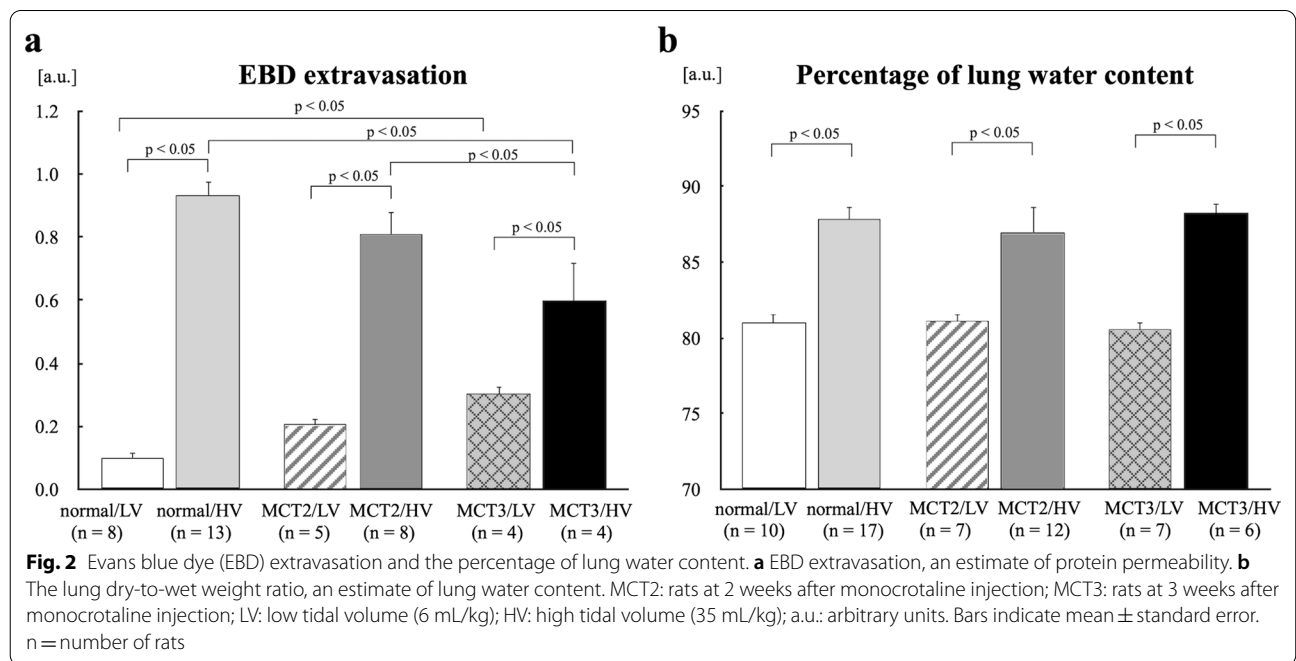 a
[a.u.]
EBD extravasation
1.2
1.0
0.8
0.6
0.4
0.2
0.0
p < 0.05
p < 0.05
p < 0.05
p < 0.05
p < 0.05
p < 0.05
normal/LV normal/HV MCT2/LV MCT2/HV MCT3/LV MCT3/HV
(n = 8) (n = 13) (n = 5) (n = 8) (n = 4) (n = 4)
b
[a.u.]
Percentage of lung water content
95
90
85
80
75
70
p < 0.05
p < 0.05
p < 0.05
normal/LV normal/HV MCT2/LV MCT2/HV MCT3/LV MCT3/HV
(n = 10) (n = 17) (n = 7) (n = 12) (n = 7) (n = 6)
Fig. 2 Evans blue dye (EBD) extravasation and the percentage of lung water content. a EBD extravasation, an estimate of protein permeability. b
The lung dry-to-wet weight ratio, an estimate of lung water content. MCT2: rats at 2 weeks after monocrotaline injection; MCT3: rats at 3 weeks after
monocrotaline injection; LV: low tidal volume (6 mL/kg); HV: high tidal volume (35 mL/kg); a.u.: arbitrary units. Bars indicate mean ± standard error.
n = number of rats